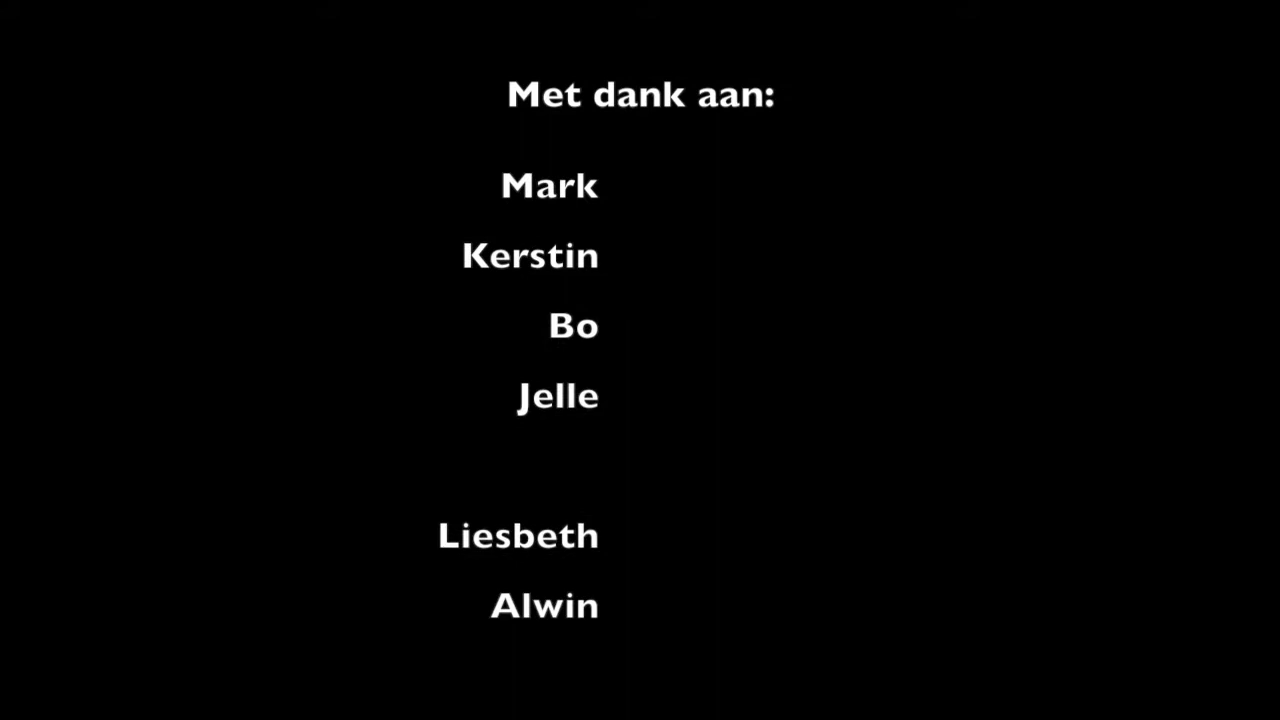 Met dank aan:
Mark
Kerstin
Bo
Jelle
Liesbeth
Alwin